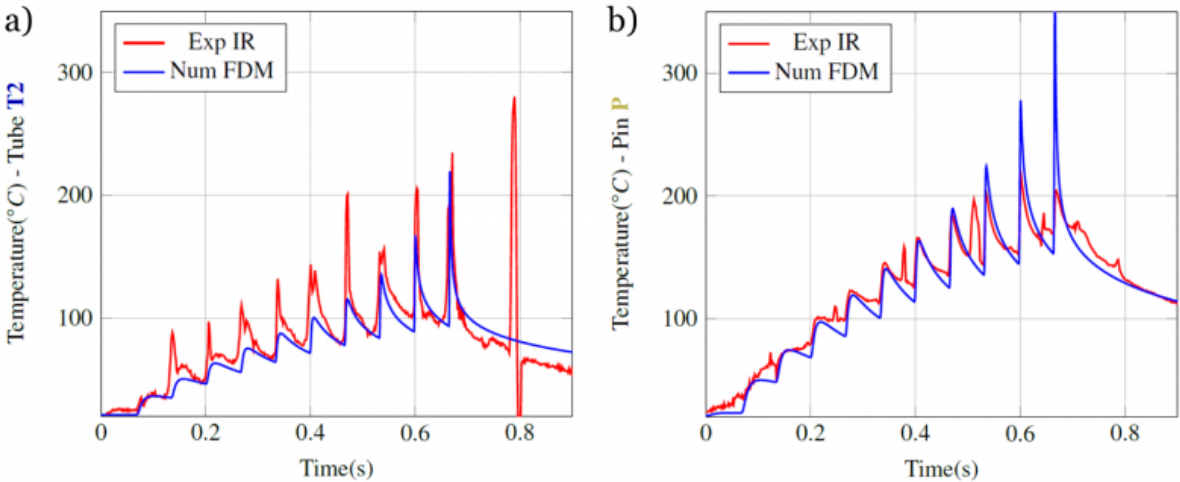 a)
Exp IR
Num FDM
Temperature(°C) - Tube T2
300
200
100
0
0.2
0.4
0.6
0.8
Time(s)
b)
Exp IR
Num FDM
Temperature(°C) - Pin P
300
200
100
0
0.2
0.4
0.6
0.8
Time(s)